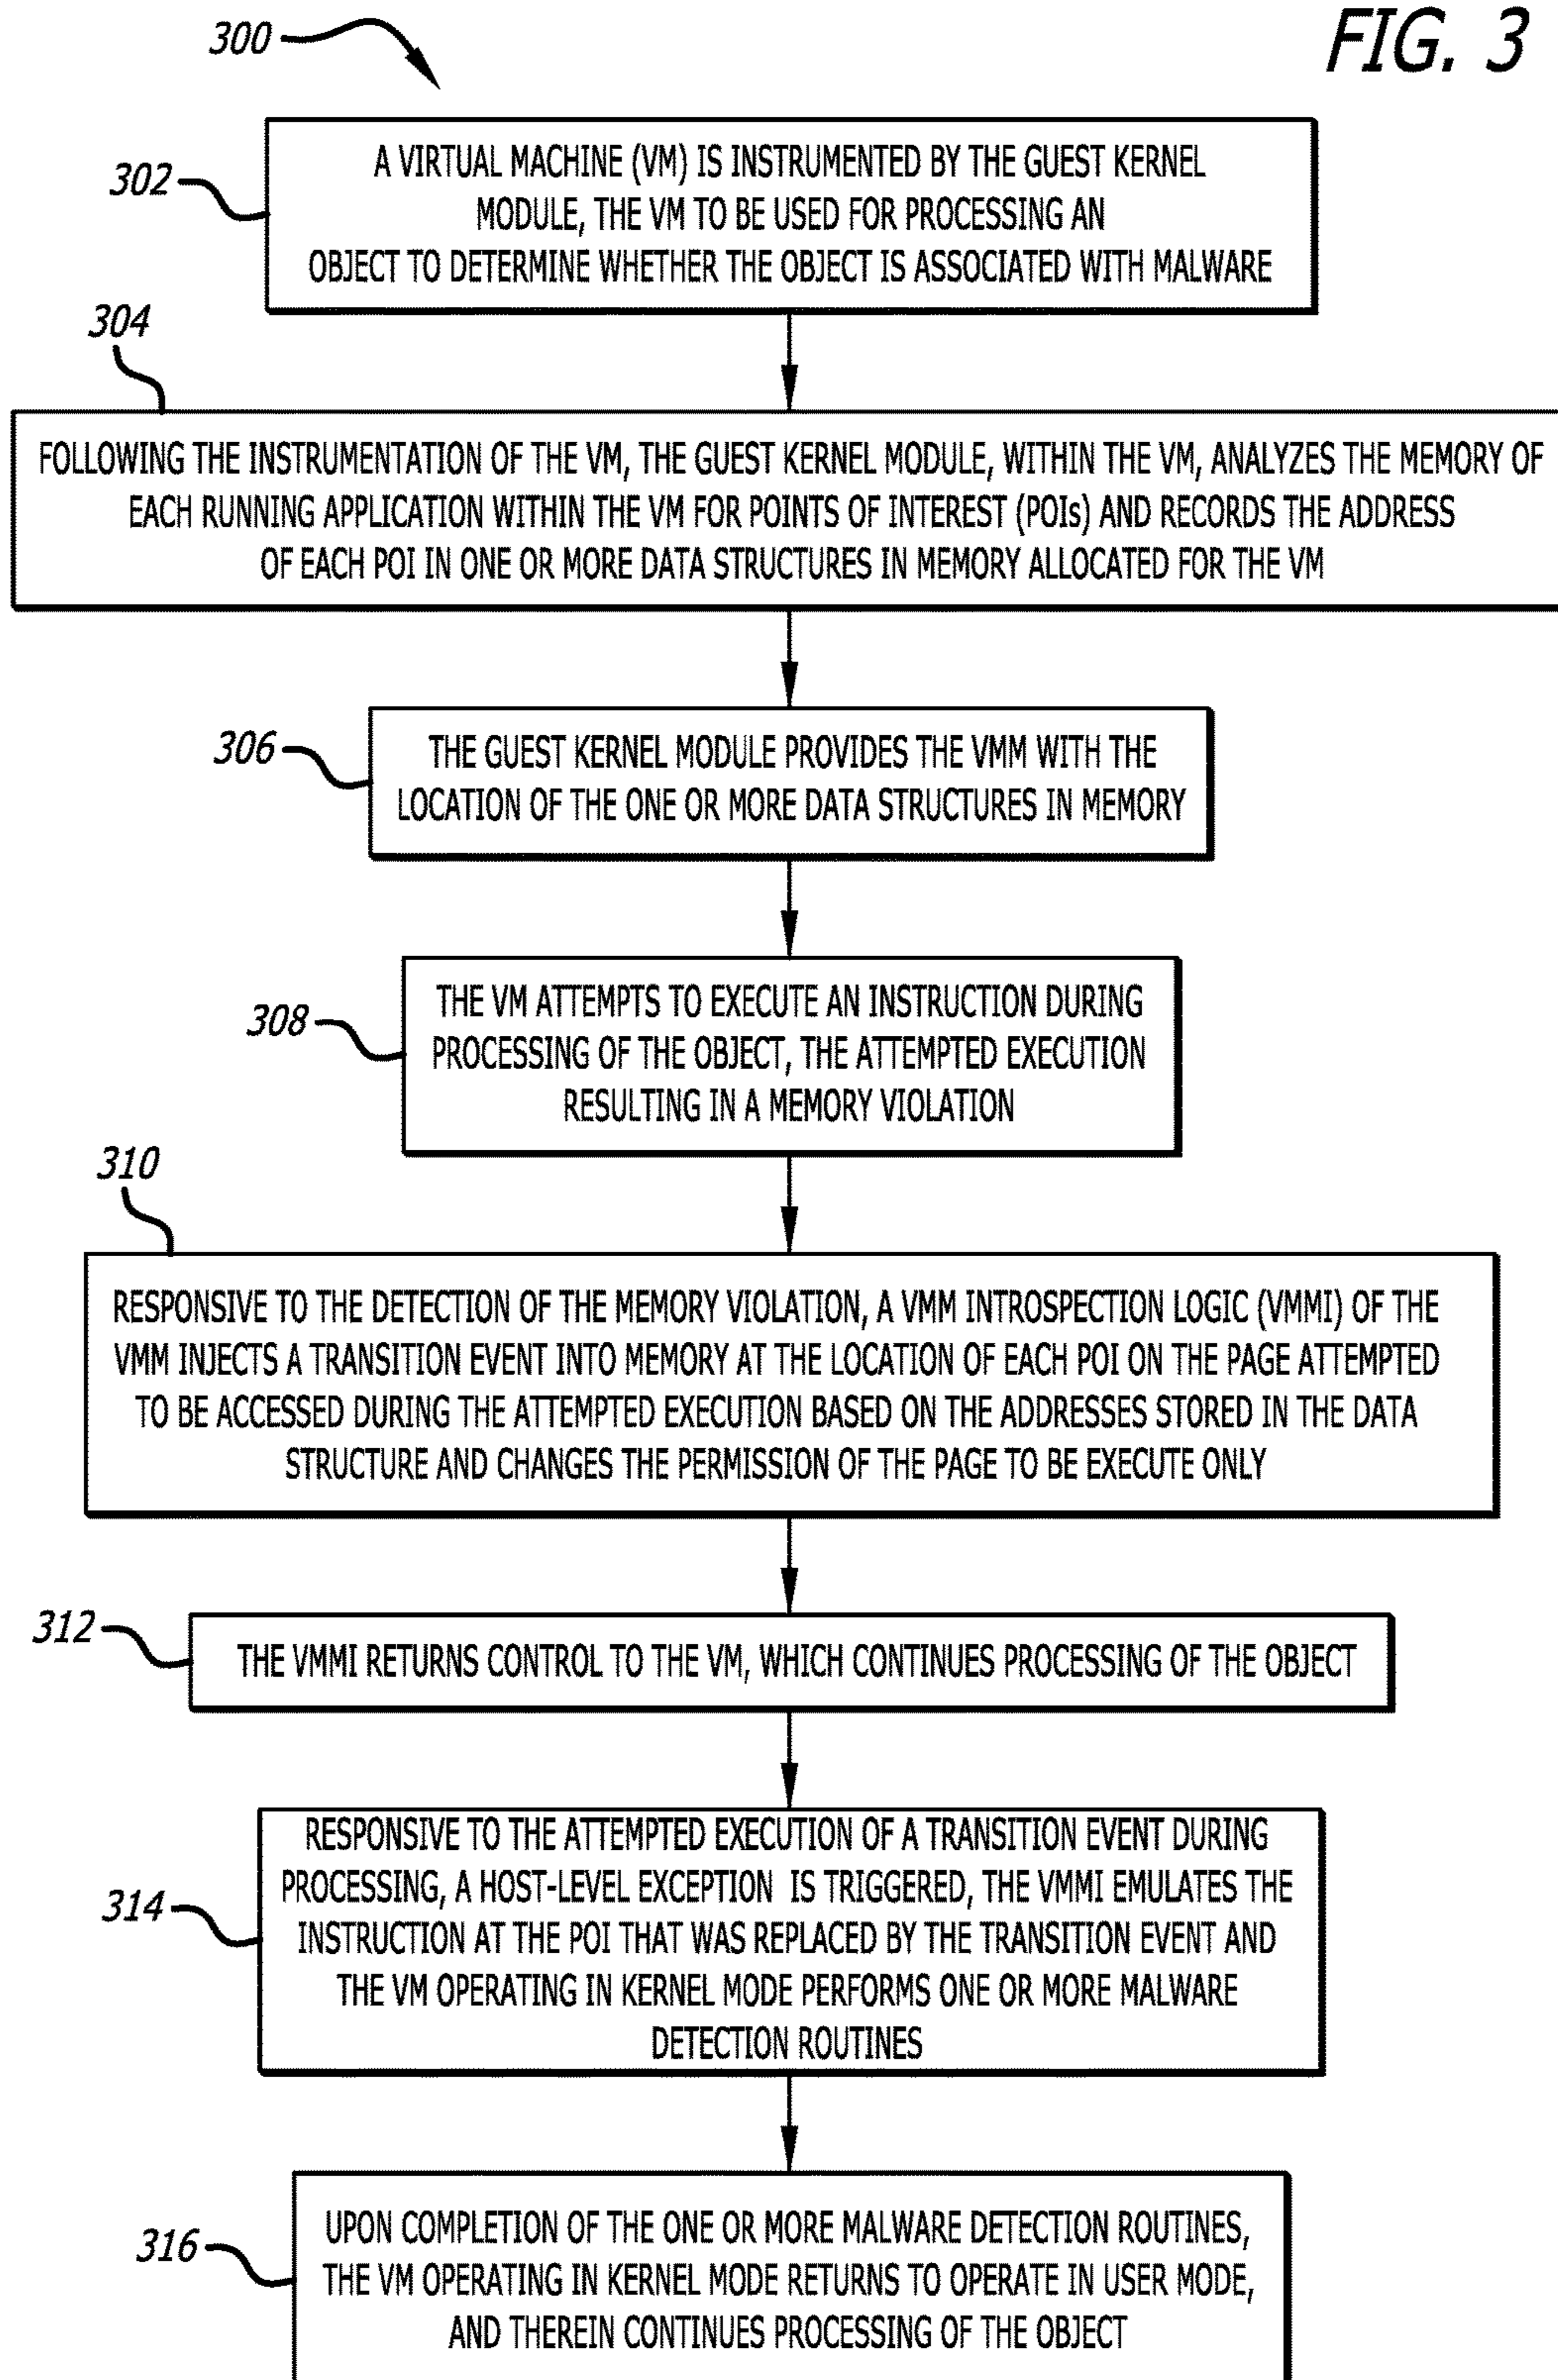 300
FIG. 3
302
A VIRTUAL MACHINE (VM) IS INSTRUMENTED BY THE GUEST KERNEL
MODULE, THE VM TO BE USED FOR PROCESSING AN
OBJECT TO DETERMINE WHETHER THE OBJECT IS ASSOCIATED WITH MALWARE
304
FOLLOWING THE INSTRUMENTATION OF THE VM, THE GUEST KERNEL MODULE, WITHIN THE VM, ANALYZES THE MEMORY OF
EACH RUNNING APPLICATION WITHIN THE VM FOR POINTS OF INTEREST (POIs) AND RECORDS THE ADDRESS
OF EACH POI IN ONE OR MORE DATA STRUCTURES IN MEMORY ALLOCATED FOR THE VM
306
THE GUEST KERNEL MODULE PROVIDES THE VMM WITH THE
LOCATION OF THE ONE OR MORE DATA STRUCTURES IN MEMORY
308
THE VM ATTEMPTS TO EXECUTE AN INSTRUCTION DURING
PROCESSING OF THE OBJECT, THE ATTEMPTED EXECUTION
RESULTING IN A MEMORY VIOLATION
310
RESPONSIVE TO THE DETECTION OF THE MEMORY VIOLATION, A VMM INTROSPECTION LOGIC (VMMI) OF THE
VMM INJECTS A TRANSITION EVENT INTO MEMORY AT THE LOCATION OF EACH POI ON THE PAGE ATTEMPTED
TO BE ACCESSED DURING THE ATTEMPTED EXECUTION BASED ON THE ADDRESSES STORED IN THE DATA
STRUCTURE AND CHANGES THE PERMISSION OF THE PAGE TO BE EXECUTE ONLY
312
THE VMMI RETURNS CONTROL TO THE VM, WHICH CONTINUES PROCESSING OF THE OBJECT
314
RESPONSIVE TO THE ATTEMPTED EXECUTION OF A TRANSITION EVENT DURING
PROCESSING, A HOST-LEVEL EXCEPTION IS TRIGGERED, THE VMMI EMULATES THE
INSTRUCTION AT THE POI THAT WAS REPLACED BY THE TRANSITION EVENT AND
THE VM OPERATING IN KERNEL MODE PERFORMS ONE OR MORE MALWARE
DETECTION ROUTINES
316
UPON COMPLETION OF THE ONE OR MORE MALWARE DETECTION ROUTINES,
THE VM OPERATING IN KERNEL MODE RETURNS TO OPERATE IN USER MODE,
AND THEREIN CONTINUES PROCESSING OF THE OBJECT